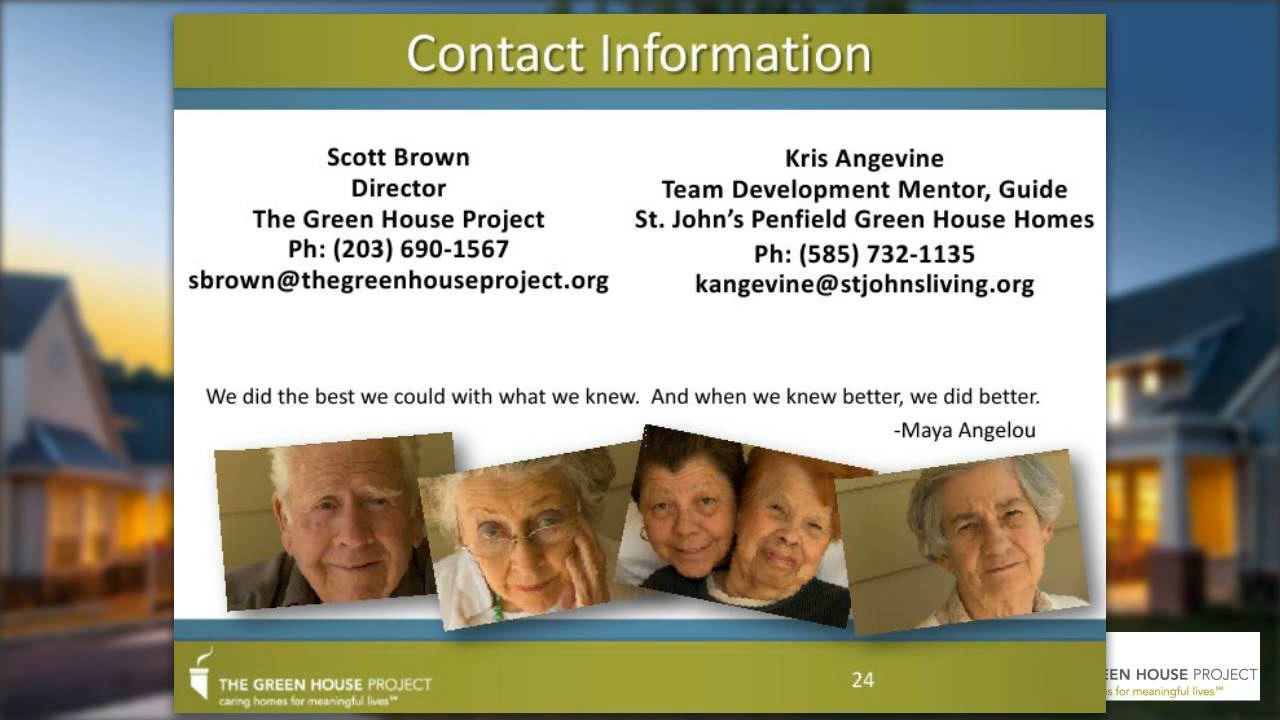 Contact Information
Scott Brown
Director
The Green House Project
Ph: (203) 690-1567
sbrown@thegreenhouseproject.org
Kris Angevine
Team Development Mentor, Guide
St. John’s Penfield Green House Homes
Ph: (585) 732-1135
kangevine@stjohnsliving.org
We did the best we could with what we knew.  And when we knew better, we did better.
-Maya Angelou
THE GREEN HOUSE PROJECT
caring homes for meaningful lives℠
24
EEN HOUSE PROJECT
s for meaningful lives℠